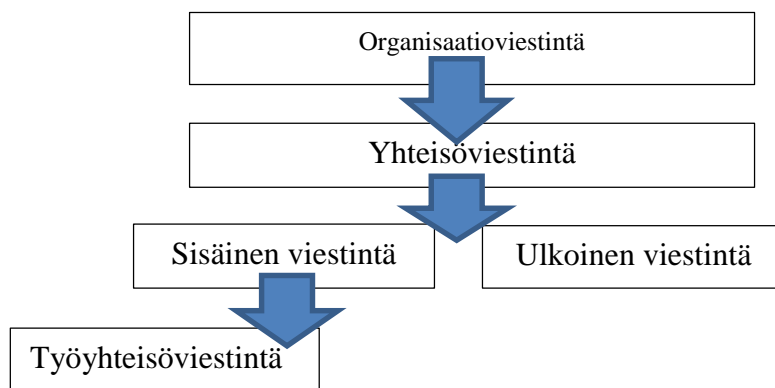 Organisaatioviestintä
Yhteisöviestintä
Sisäinen viestintä
Ulkoinen viestintä
Työyhteisöviestintä